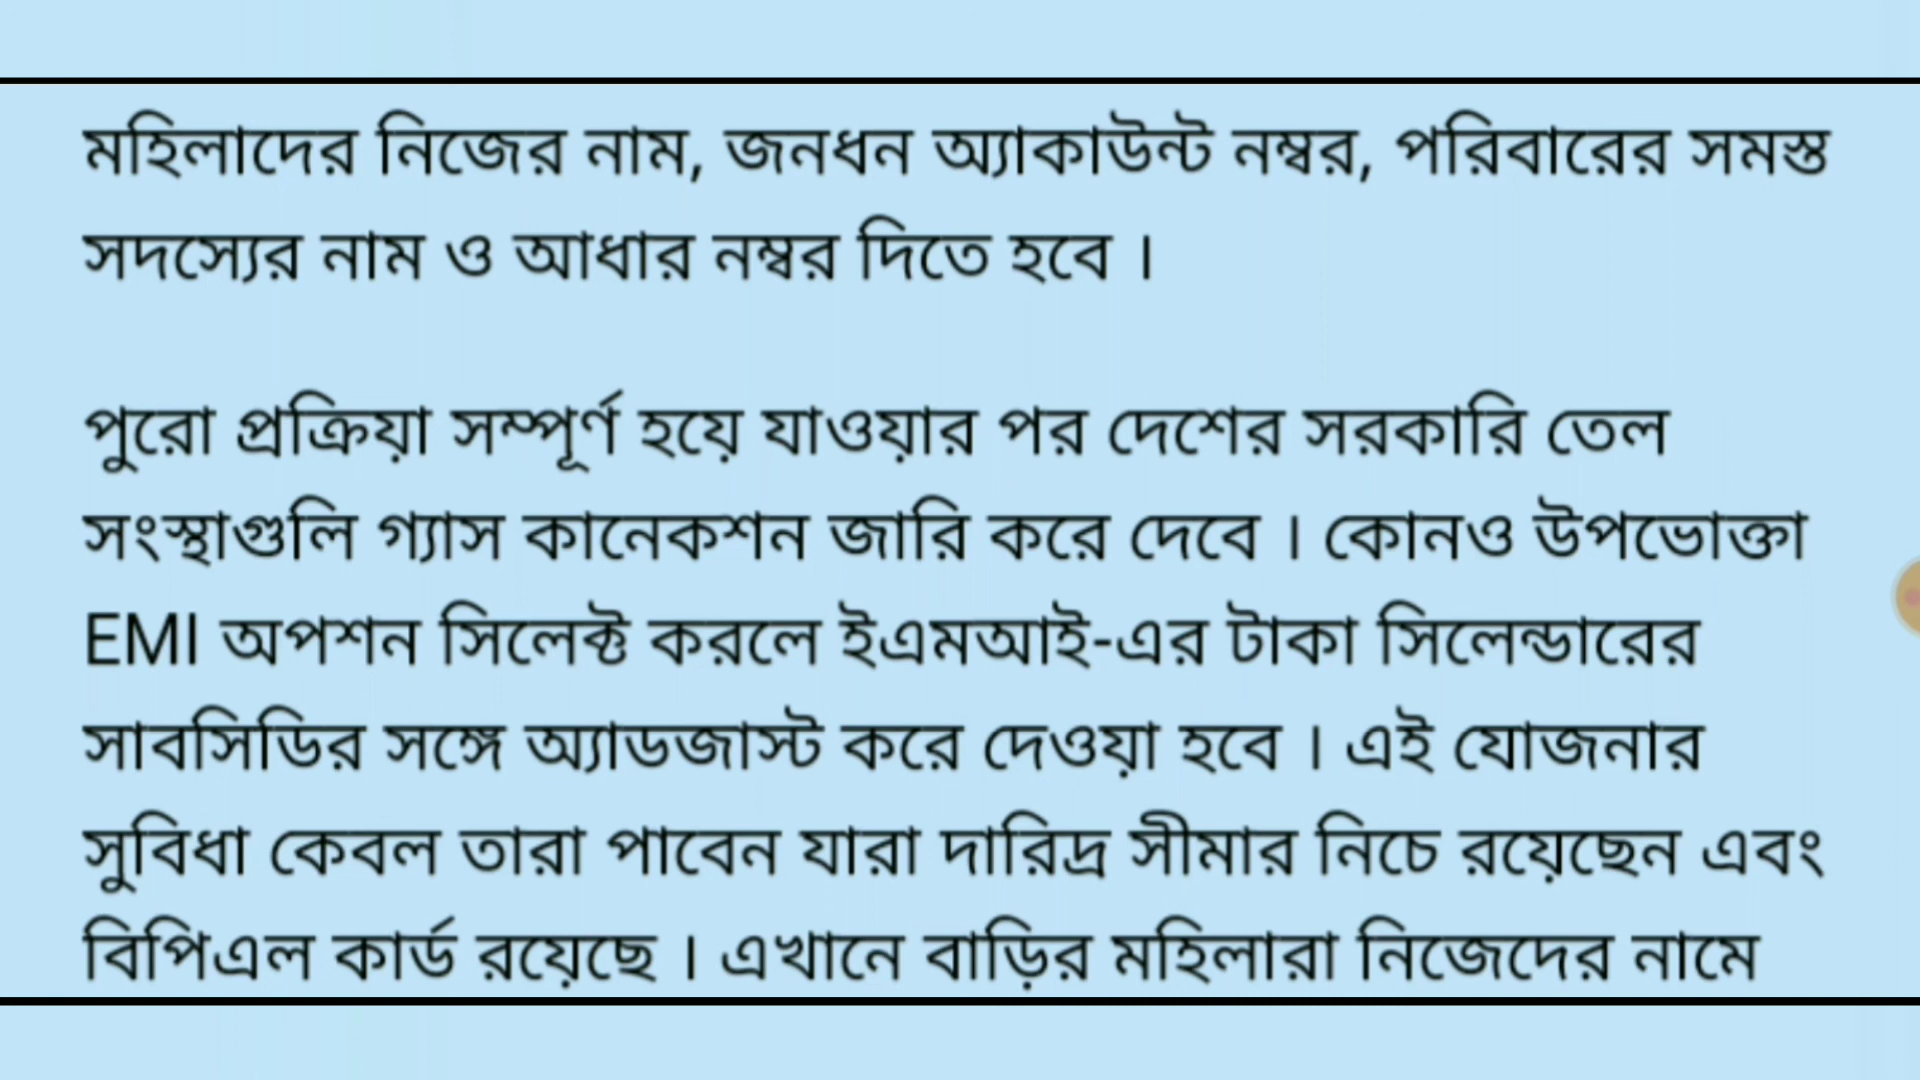 মহিলাদের নিজের নাম, জনধন অ্যাকাউন্ট নম্বর, পরিবারের সমস্ত
সদস্যের নাম ও আধার নম্বর দিতে হবে ।
পুরো প্রক্রিয়া সম্পূর্ণ হয়ে যাওয়ার পর দেশের সরকারি তেল
সংস্থাগুলি গ্যাস কানেকশন জারি করে দেবে । কোনও উপভোক্তা
EMI অপশন সিলেক্ট করলে ইএমআই-এর টাকা সিলেন্ডারের
সাবসিডির সঙ্গে অ্যাডজাস্ট করে দেওয়া হবে । এই যোজনার
সুবিধা কেবল তারা পাবেন যারা দারিদ্র সীমার নিচে রয়েছেন এবং
বিপিএল কার্ড রয়েছে । এখানে বাড়ির মহিলারা নিজেদের নামে